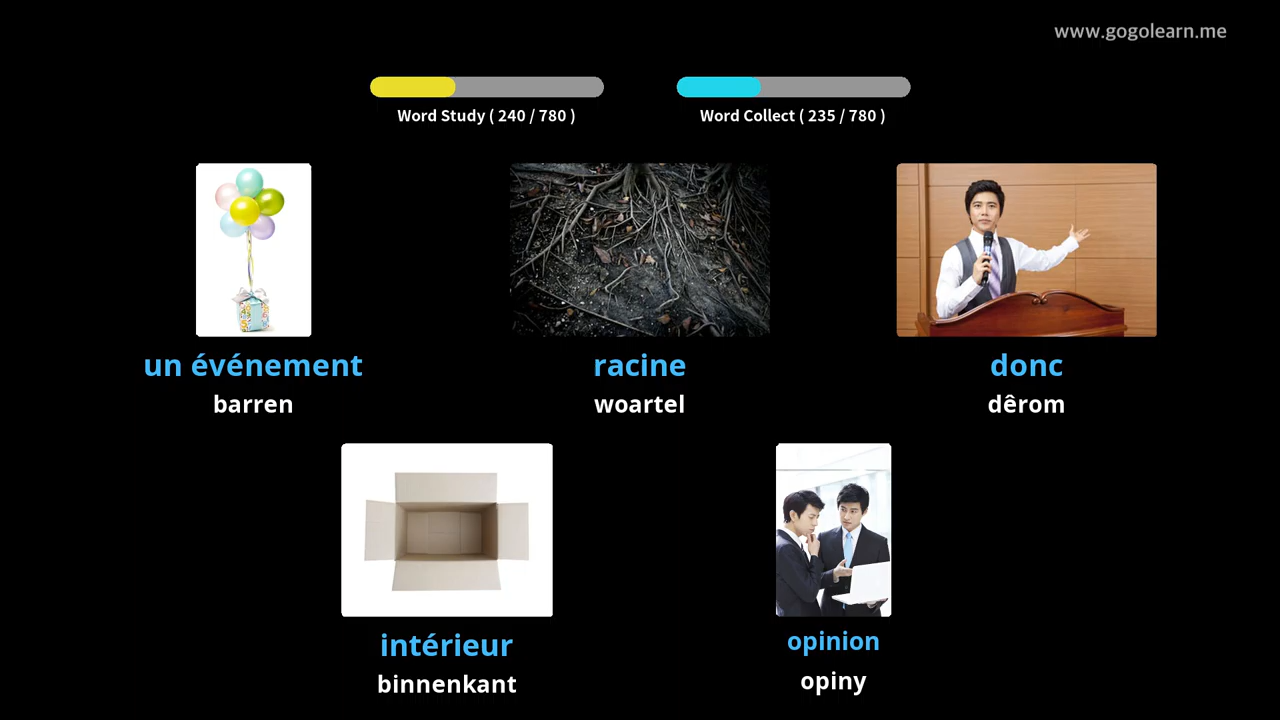 www.gogolearn.me
Word Study ( 240 / 780 )
Word Collect ( 235 / 780 )
un événement
barren
racine
woartel
donc
dêrom
intérieur
binnenkant
opinion
opiny